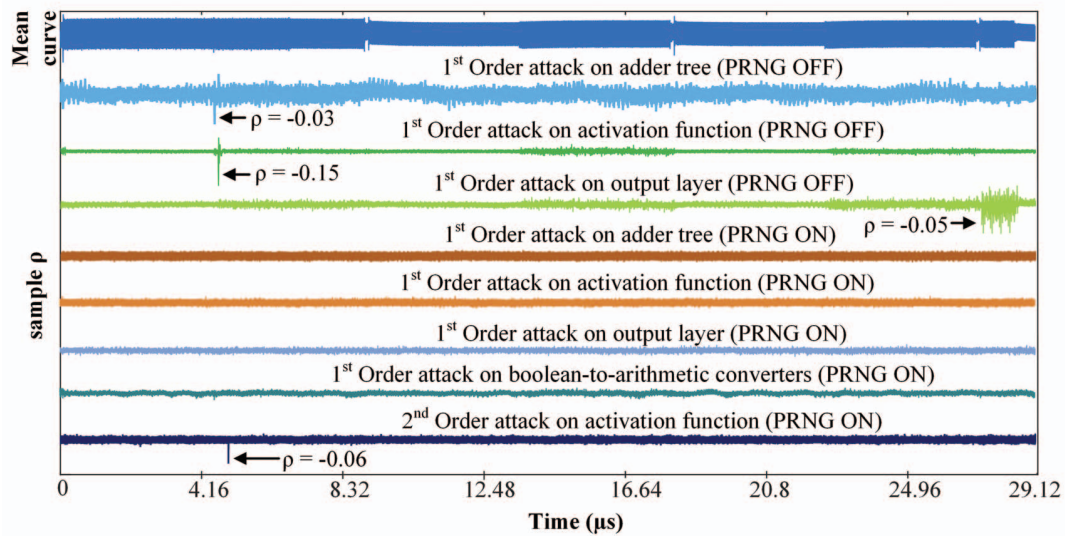 Mean curve
1st Order attack on adder tree (PRNG OFF)
ρ = -0.03
1st Order attack on activation function (PRNG OFF)
ρ = -0.15
1st Order attack on output layer (PRNG OFF)
ρ = -0.05
1st Order attack on adder tree (PRNG ON)
1st Order attack on activation function (PRNG ON)
1st Order attack on output layer (PRNG ON)
1st Order attack on boolean-to-arithmetic converters (PRNG ON)
2nd Order attack on activation function (PRNG ON)
ρ = -0.06
sample ρ
0 4.16 8.32 12.48 16.64 20.8 24.96 29.12
Time (µs)